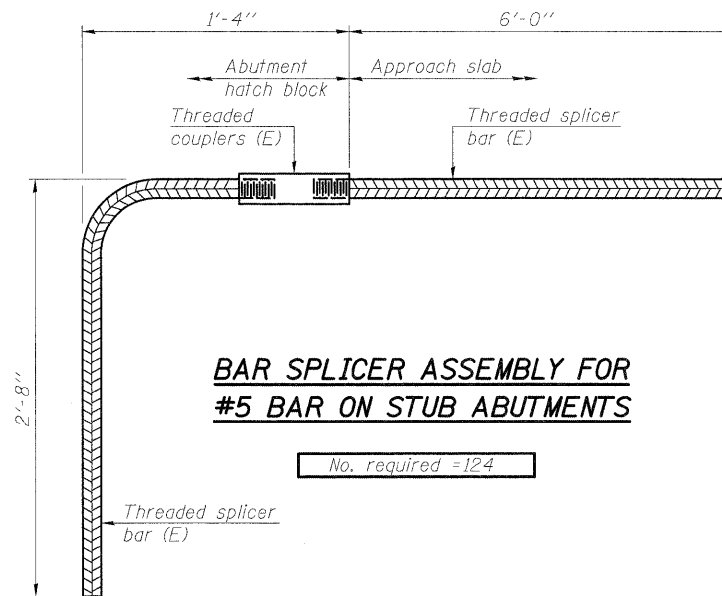 1'-4"
6'-0"
Abutment
hatch block
Approach slab
Threaded
couplers (E)
Threaded splicer
bar (E)
2'-8"
BAR SPLICER ASSEMBLY FOR
#5 BAR ON STUB ABUTMENTS
No. required =124
Threaded splicer
bar (E)